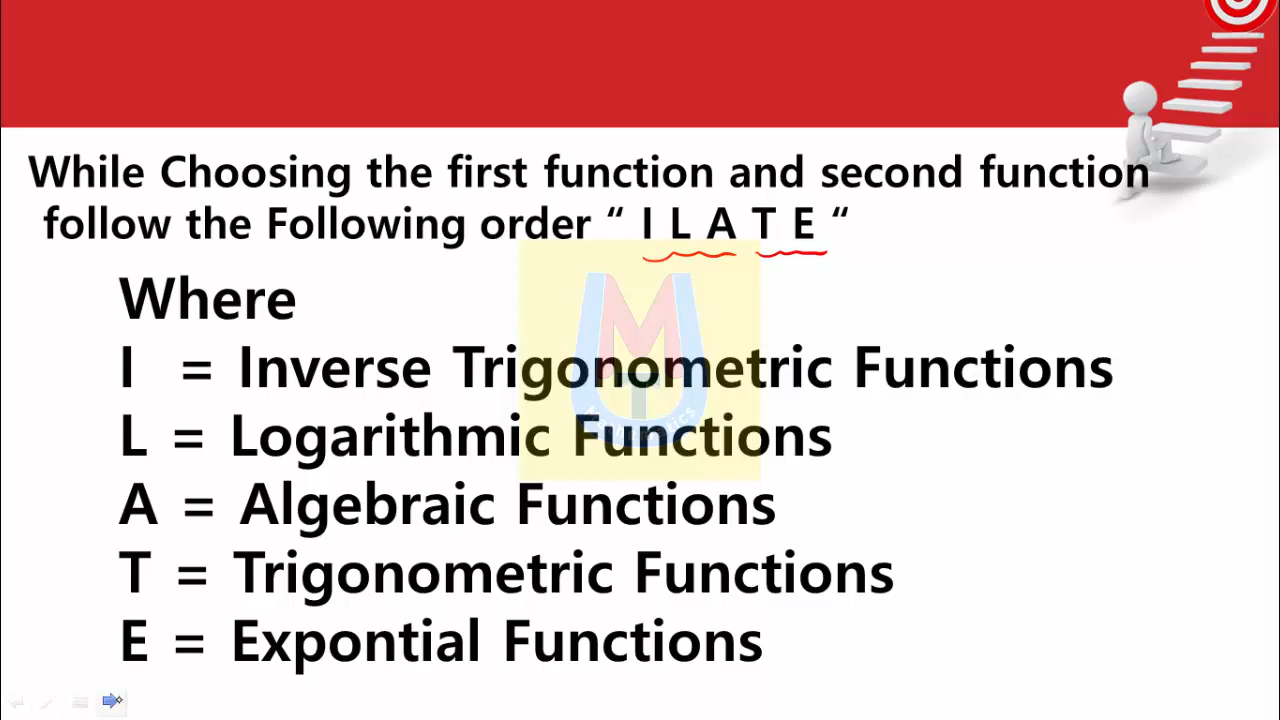 While Choosing the first function and second function
follow the Following order “ I L A T E “
Where
I = Inverse Trigonometric Functions
L = Logarithmic Functions
A = Algebraic Functions
T = Trigonometric Functions
E = Expontial Functions
MUT